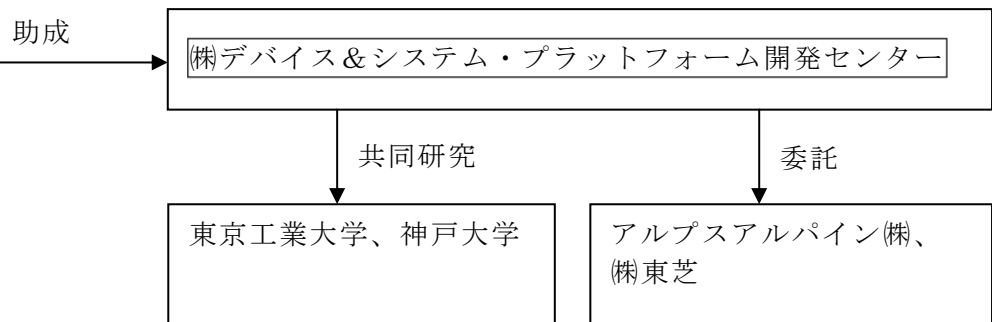 助成
㈱デバイス＆システム・プラットフォーム開発センター
共同研究
委託
東京工業大学、神戸大学
アルプスアルパイン㈱、
㈱東芝